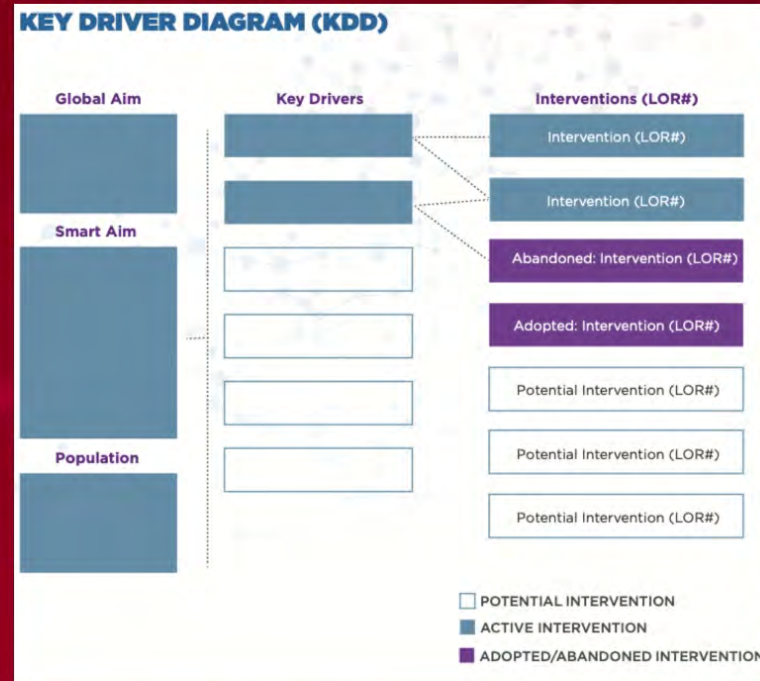 KEY DRIVER DIAGRAM (KDD)
Global Aim
Key Drivers
Interventions (LOR#)
Intervention (LOR#)
Intervention (LOR#)
Smart Aim
Abandoned: Intervention (LOR#)
Adopted: Intervention (LOR#)
Potential Intervention (LOR#)
Population
Potential Intervention (LOR#)
Potential Intervention (LOR#)
POTENTIAL INTERVENTION
ACTIVE INTERVENTION
ADOPTED/ABANDONED INTERVENTION